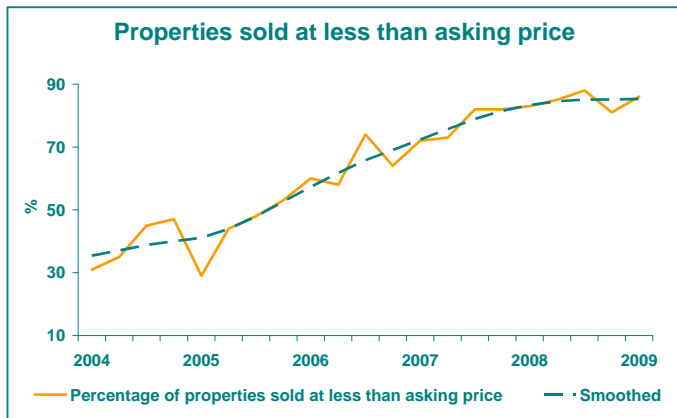 Properties sold at less than asking price
90
70
50
30
10
%
2004 2005 2006 2007 2008 2009
Percentage of properties sold at less than asking price Smoothed